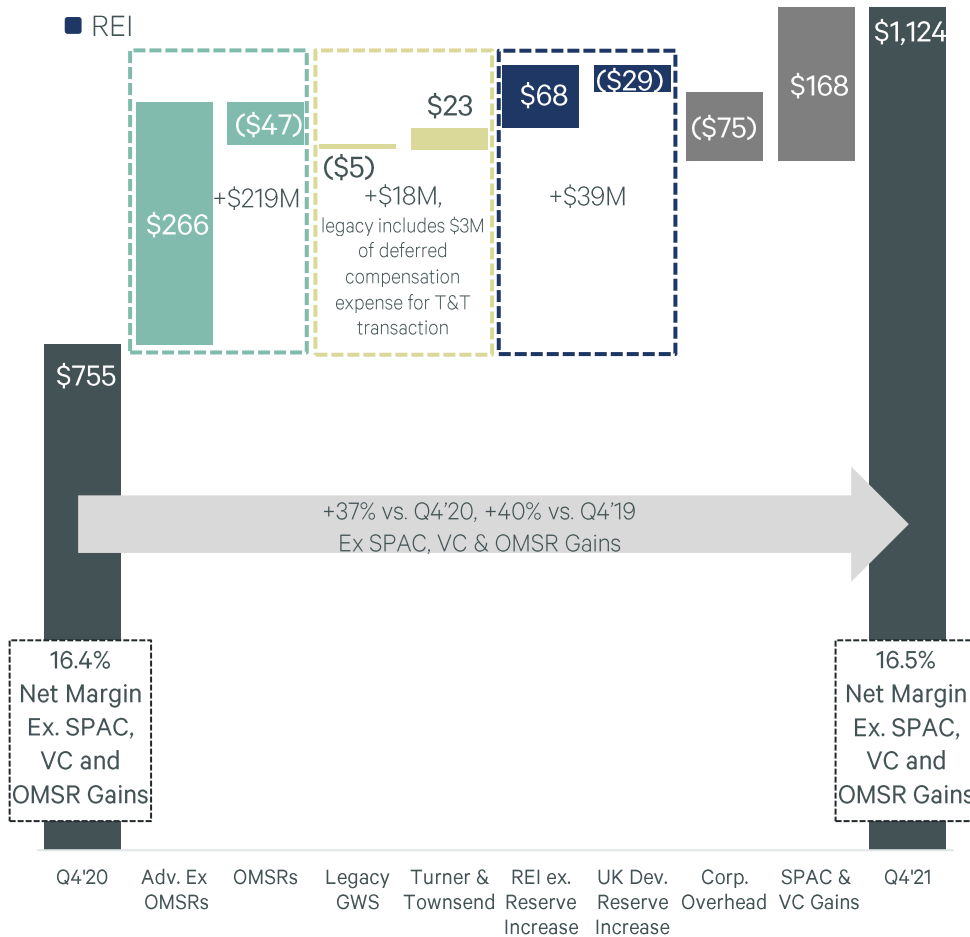 REI
$1,124
$168
$68
($29)
$23
($47)
($75)
($5)
+$219M
+$18M,
+$39M
$266
legacy includes $3M
of deferred
compensation
expense for T&T
transaction
$755
+37% vs. Q4'20, +40% vs. Q4'19
Ex SPAC, VC & OMSR Gains
16.4%
Net Margin
Ex. SPAC,
VC and
OMSR Gains
16.5%
Net Margin
Ex. SPAC,
VC and
OMSR Gains
Q4'20
Adv. Ex
OMSRs
OMSRs
Legacy
GWS
Turner &
Townsend
REI ex.
Reserve
Increase
UK Dev.
Reserve
Increase
Corp.
Overhead
SPAC &
VC Gains
Q4'21